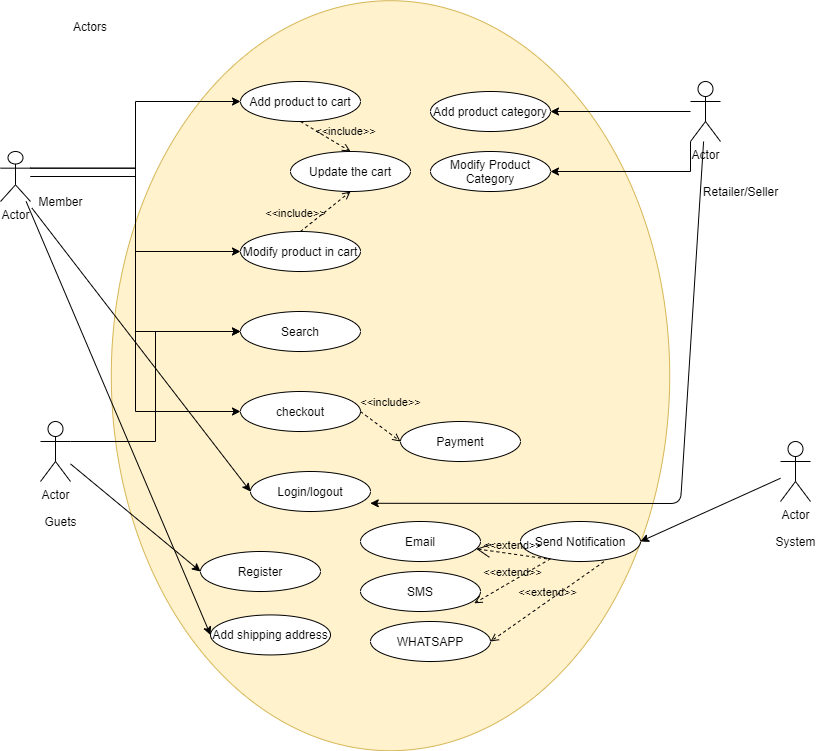 Actors
Add product to cart
Add product category
<<include>>
Actor
Modify Product
Category
Update the cart
Member
Actor
Retailer/Seller
<<include>>
Modify product in cart
Search
<<include>>
checkout
Payment
Actor
Guets
Login/logout
Actor
System
Email
<<extend>>
Send Notification
Register
<<extend>>
SMS
<<extend>>
Add shipping address
WHATSAPP